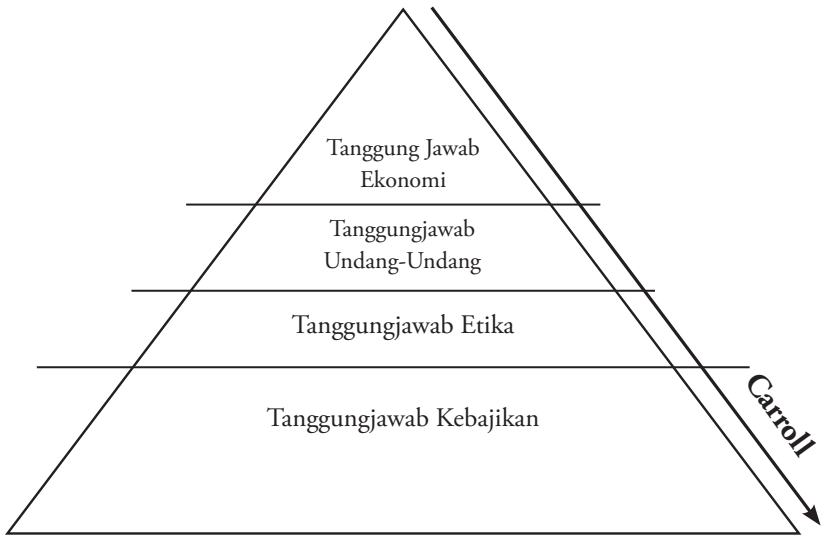 Tanggung Jawab
Ekonomi
Tanggungjawab
Undang-Undang
Tanggungjawab Etika
Tanggungjawab Kebajikan
Carroll